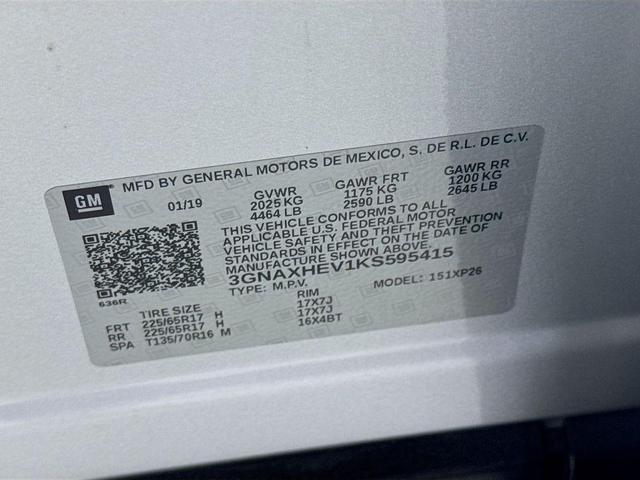 GM
MFD BY GENERAL MOTORS DE MEXICO, S. DE R.L. DE C.V.
01/19 GVWR GAWR FRT GAWR RR
2025 KG 1175 KG 1200 KG
4464 LB 2590 LB 2645 LB
THIS VEHICLE CONFORMS TO ALL
APPLICABLE U.S. FEDERAL MOTOR
VEHICLE SAFETY AND THEFT PREVENTION
STANDARDS IN EFFECT ON THE DATE OF
MANUFACTURE SHOWN ABOVE.
3GNAXHEV1KS595415
TYPE: M.P.V. MODEL: 151XP26
636R
TIRE SIZE RIM
FRT 225/65R17 H 17X7J
RR 225/65R17 H 17X7J
SPA T135/70R16 M 16X4BT